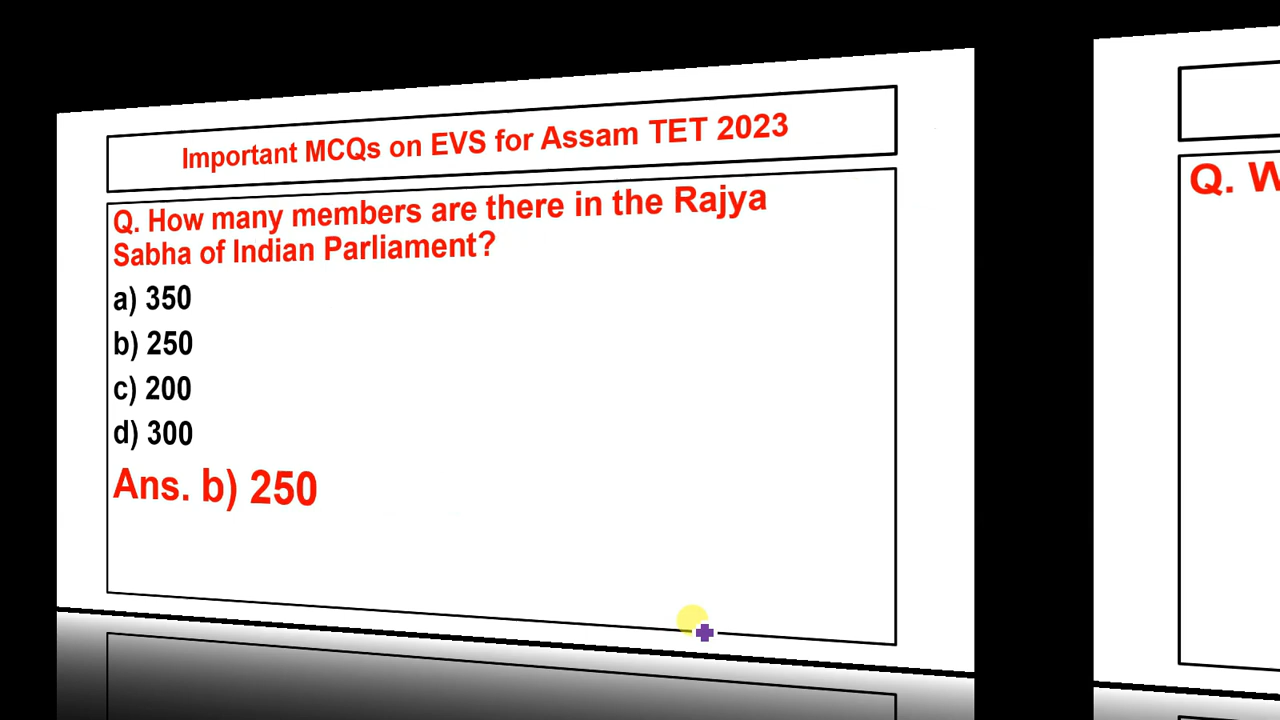 Important MCQs on EVS for Assam TET 2023
Q. How many members are there in the Rajya
Sabha of Indian Parliament?
a) 350
b) 250
c) 200
d) 300
Ans. b) 250
Q.